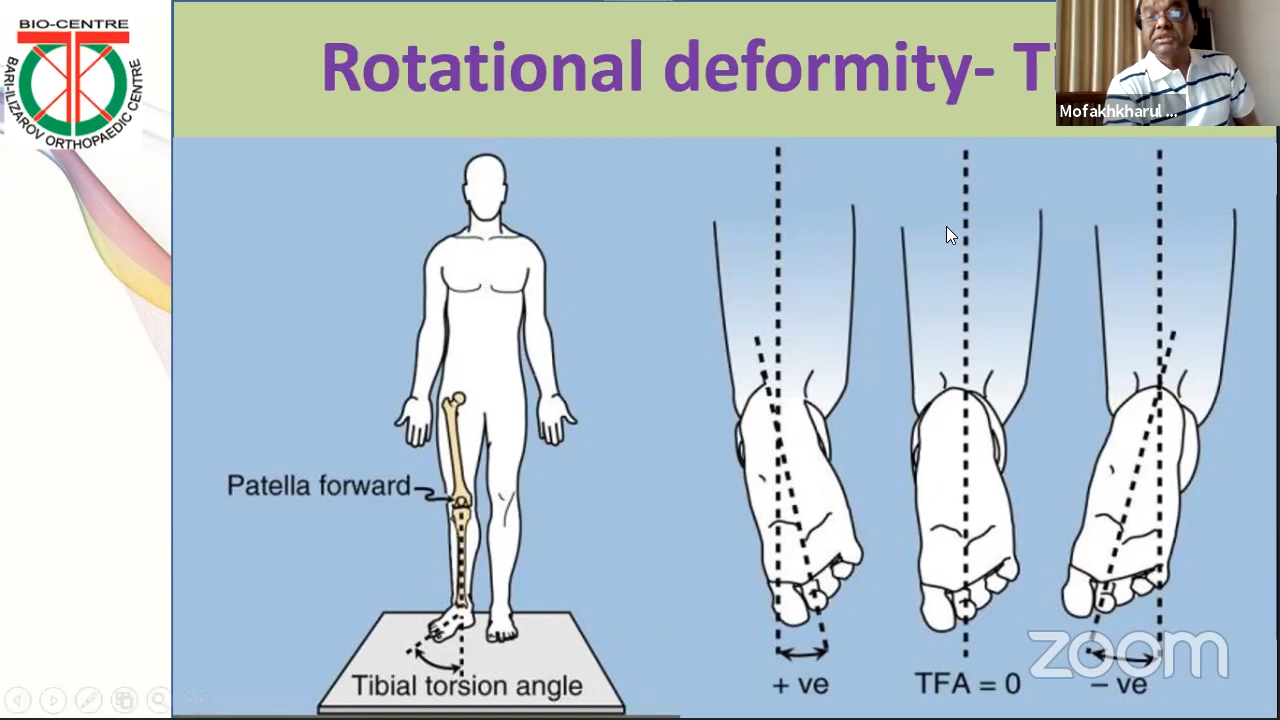 BIO-CENTRE
BARI-ILIZAROV ORTHOPAEDIC CENTRE
Rotational deformity- Ti
Mofakhkharul ...
Patella forward
Tibial torsion angle
+ ve
TFA = 0
– ve
zoom